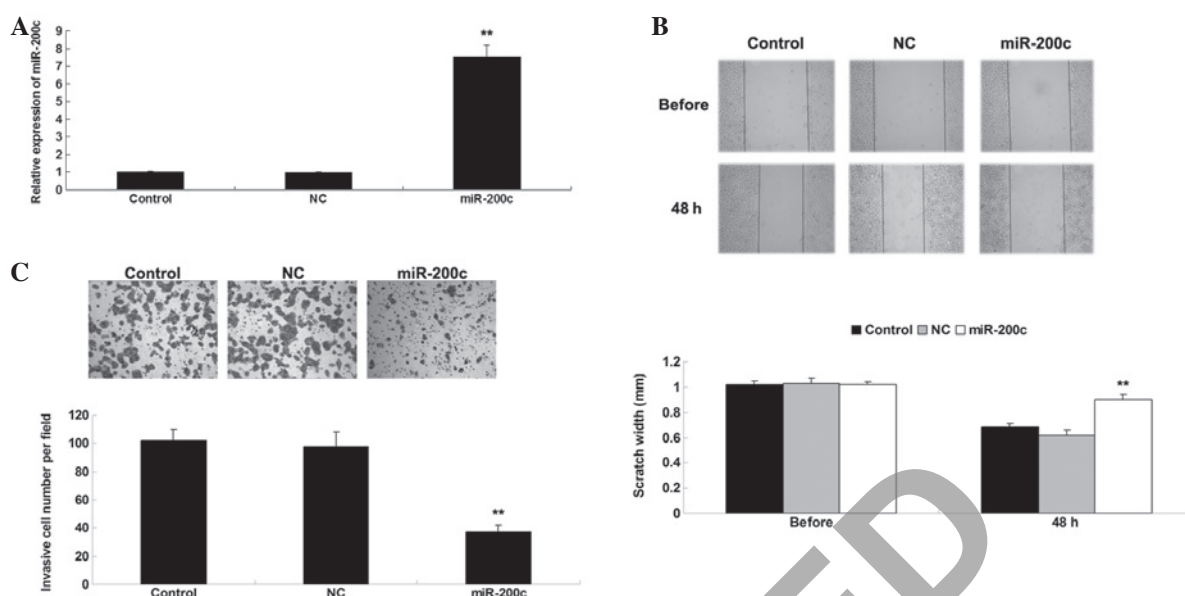 A
Relative expression of miR-200c
9
8
7
6
5
4
3
2
1
0
**
Control NC miR-200c
B
Control NC miR-200c
Before
48 h
Control NC miR-200c
Scratch width (mm)
1.2
1
0.8
0.6
0.4
0.2
0
**
Before 48 h
C
Control NC miR-200c
Invasive cell number per field
120
100
80
60
40
20
0
**
Control NC miR-200c